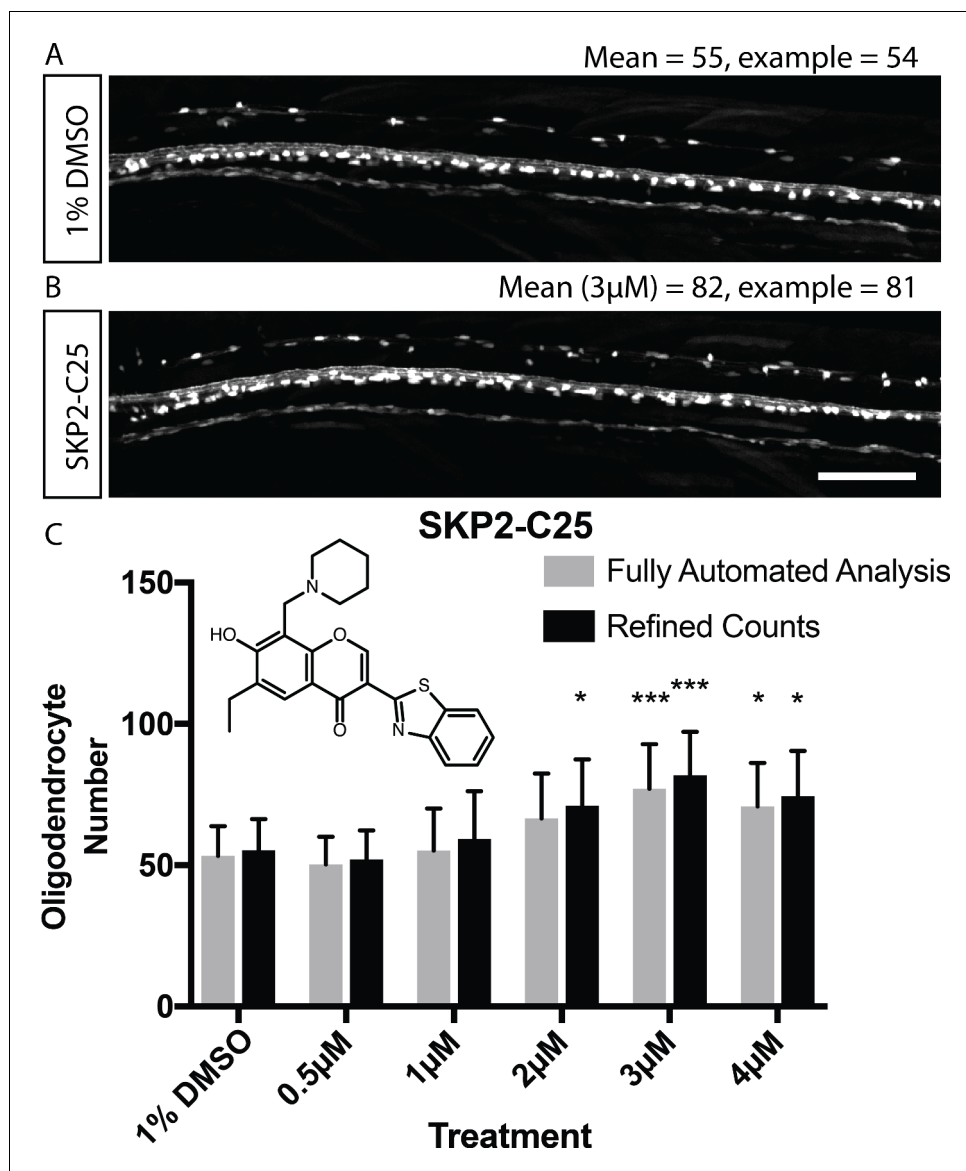 A
Mean = 55, example = 54
1% DMSO
B
Mean (3μM) = 82, example = 81
SKP2-C25
C
SKP2-C25
Fully Automated Analysis
Refined Counts
150
100
50
0
Oligodendrocyte
Number
N
HO
O
S
N
O
*
***
***
*
*
1% DMSO
0.5μM
1μM
2μM
3μM
4μM
Treatment